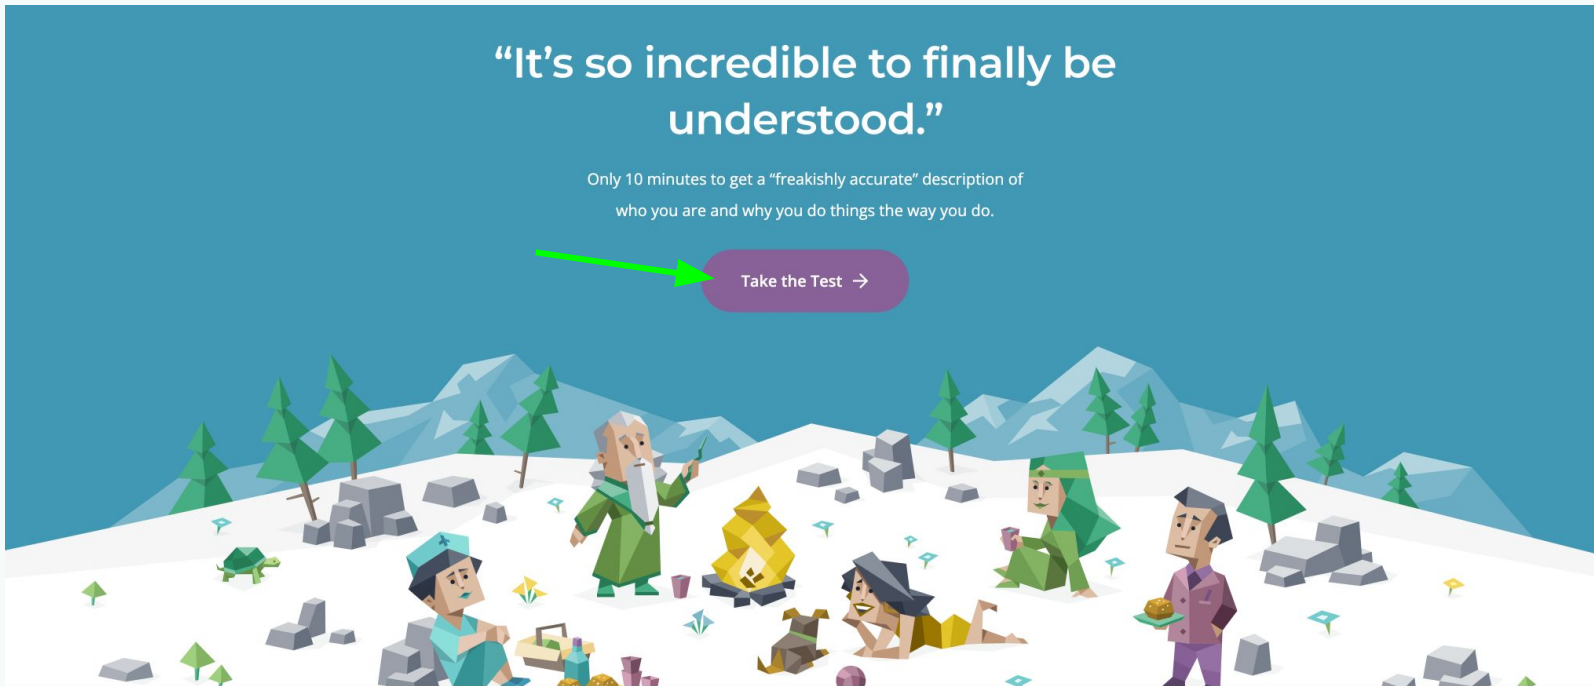 “It’s so incredible to finally be
understood.”
Only 10 minutes to get a “freakishly accurate” description of
who you are and why you do things the way you do.
Take the Test →